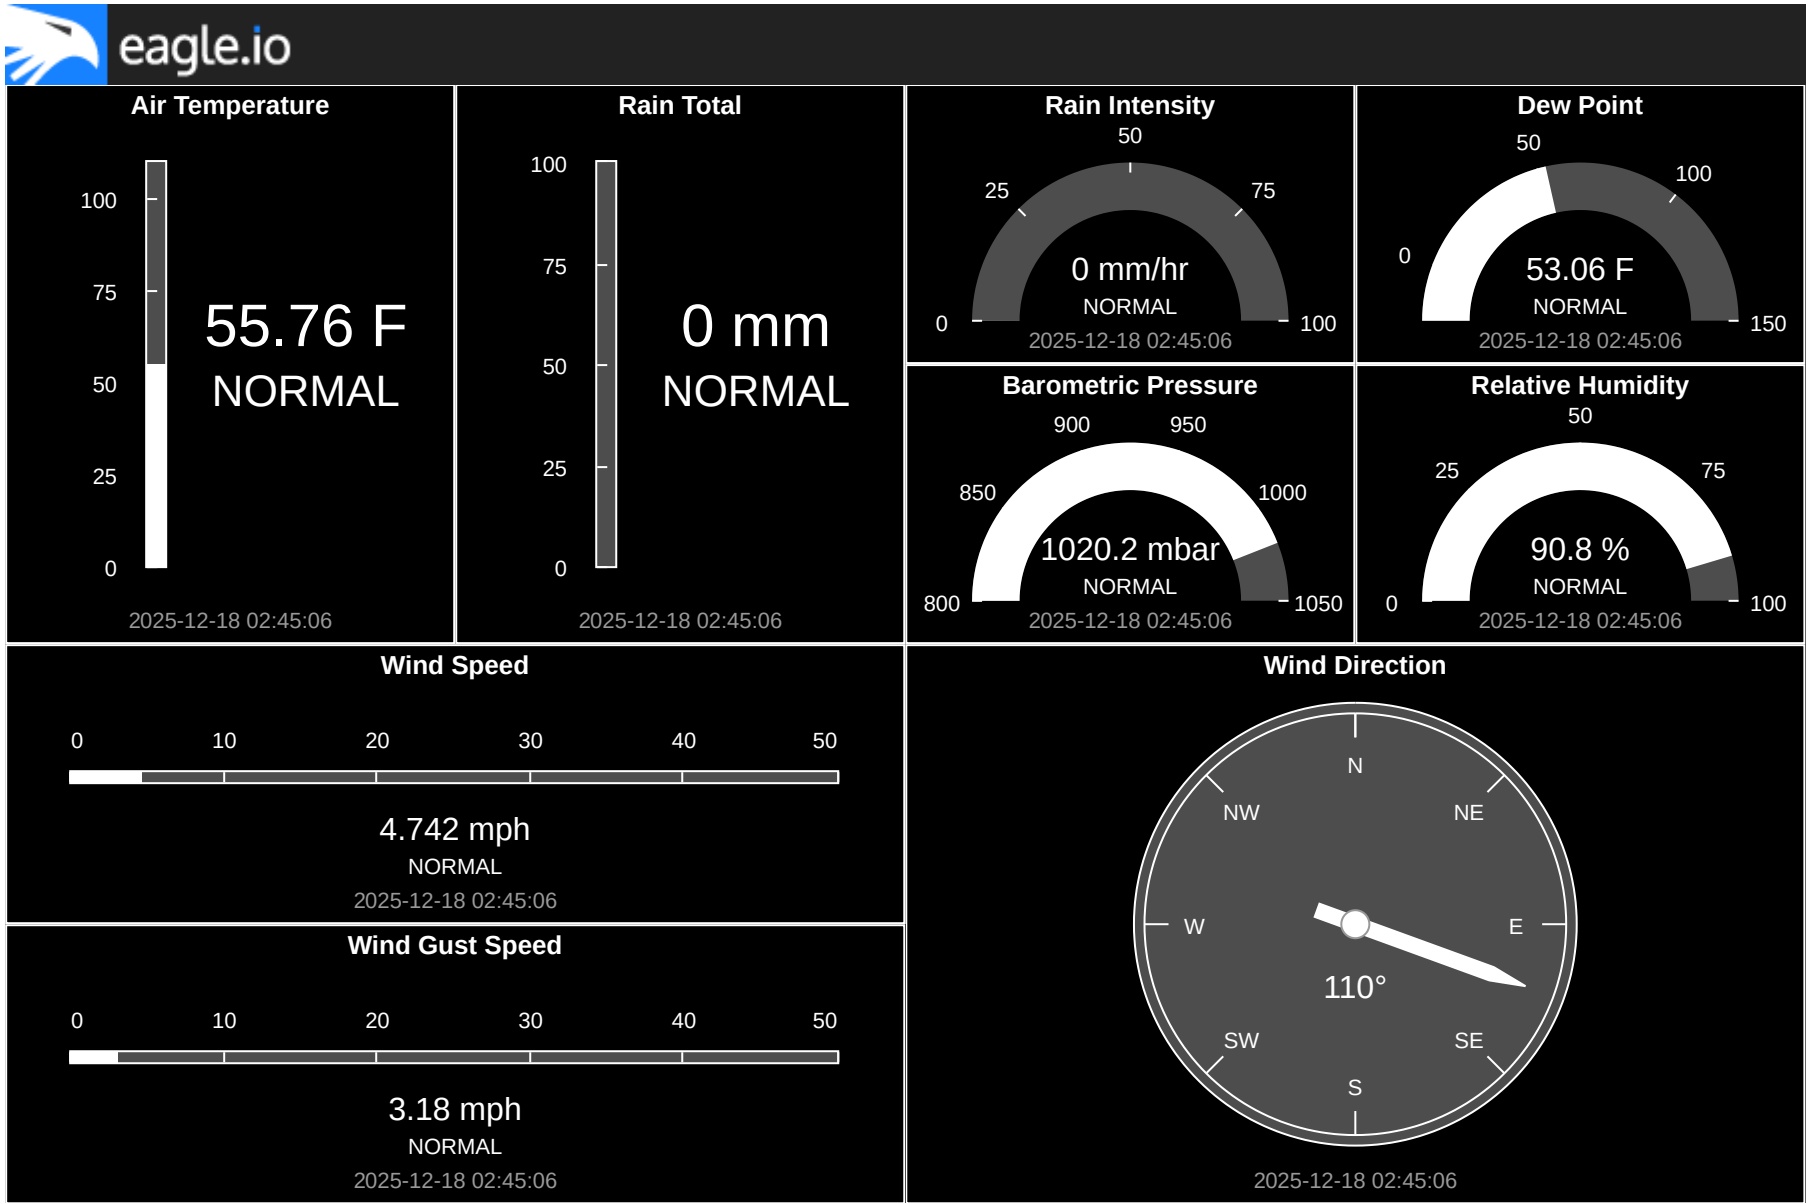 eagle.io
Air Temperature
100
75
50
25
0
55.76 F
NORMAL
2025-12-18 02:45:06
Rain Total
100
75
50
25
0
0 mm
NORMAL
2025-12-18 02:45:06
Rain Intensity
0
25
50
75
100
0 mm/hr
NORMAL
2025-12-18 02:45:06
Dew Point
0
50
100
150
53.06 F
NORMAL
2025-12-18 02:45:06
Barometric Pressure
800
850
900
950
1000
1050
1020.2 mbar
NORMAL
2025-12-18 02:45:06
Relative Humidity
0
25
50
75
100
90.8 %
NORMAL
2025-12-18 02:45:06
Wind Speed
0 10 20 30 40 50
4.742 mph
NORMAL
2025-12-18 02:45:06
Wind Gust Speed
0 10 20 30 40 50
3.18 mph
NORMAL
2025-12-18 02:45:06
Wind Direction
N
NW NE
W E
110°
SW SE
S
2025-12-18 02:45:06